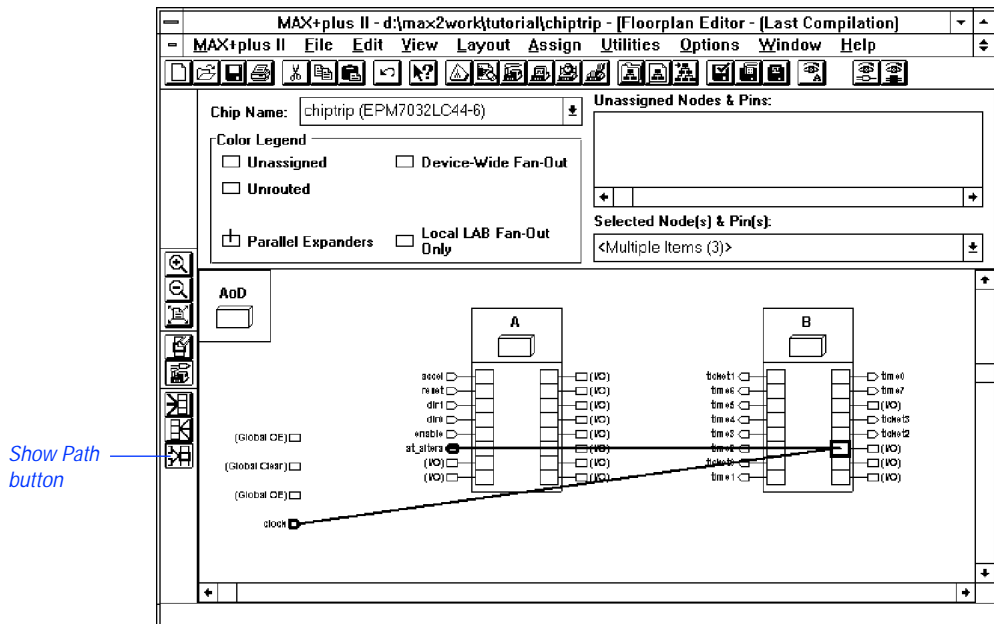 MAX+plus II - d:\max2work\tutorial\chiptrip - [Floorplan Editor - (Last Compilation)
MAX+plus II File Edit View Layout Assign Utilities Options Window Help
Chip Name: chiptrip (EPM7032LC44-6)
Unassigned Nodes & Pins:
Color Legend
Unassigned
Device-Wide Fan-Out
Unrouted
Parallel Expanders
Local LAB Fan-Out
Only
Selected Node(s) & Pin(s):
<Multiple Items (3)>
AoD
A
B
accel (I/O) ticket1 time0
reset (I/O) time6 time7
dir1 (I/O) time5 (I/O)
dir0 (I/O) time4 ticket3
enable (I/O) time3 ticket2
at_altera (I/O) time2 (I/O)
(I/O) (I/O) ticket0 (I/O)
(I/O) (I/O) time1 (I/O)
(Global OE)
(Global Clear)
(Global OE)
clock
Show Path
button